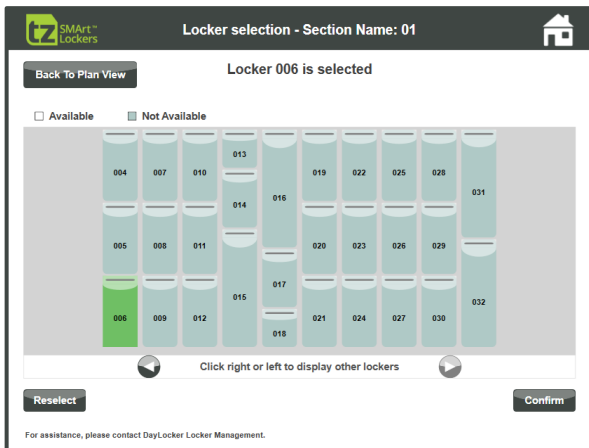 tz SMArt™ Lockers
Locker selection - Section Name: 01
Back To Plan View
Locker 006 is selected
Available Not Available
004 007 010 013 016 019 022 025 028 031
014
005 008 011 020 023 026 029
015 017 032
006 009 012 018 021 024 027 030
Click right or left to display other lockers
Reselect Confirm
For assistance, please contact DayLocker Locker Management.